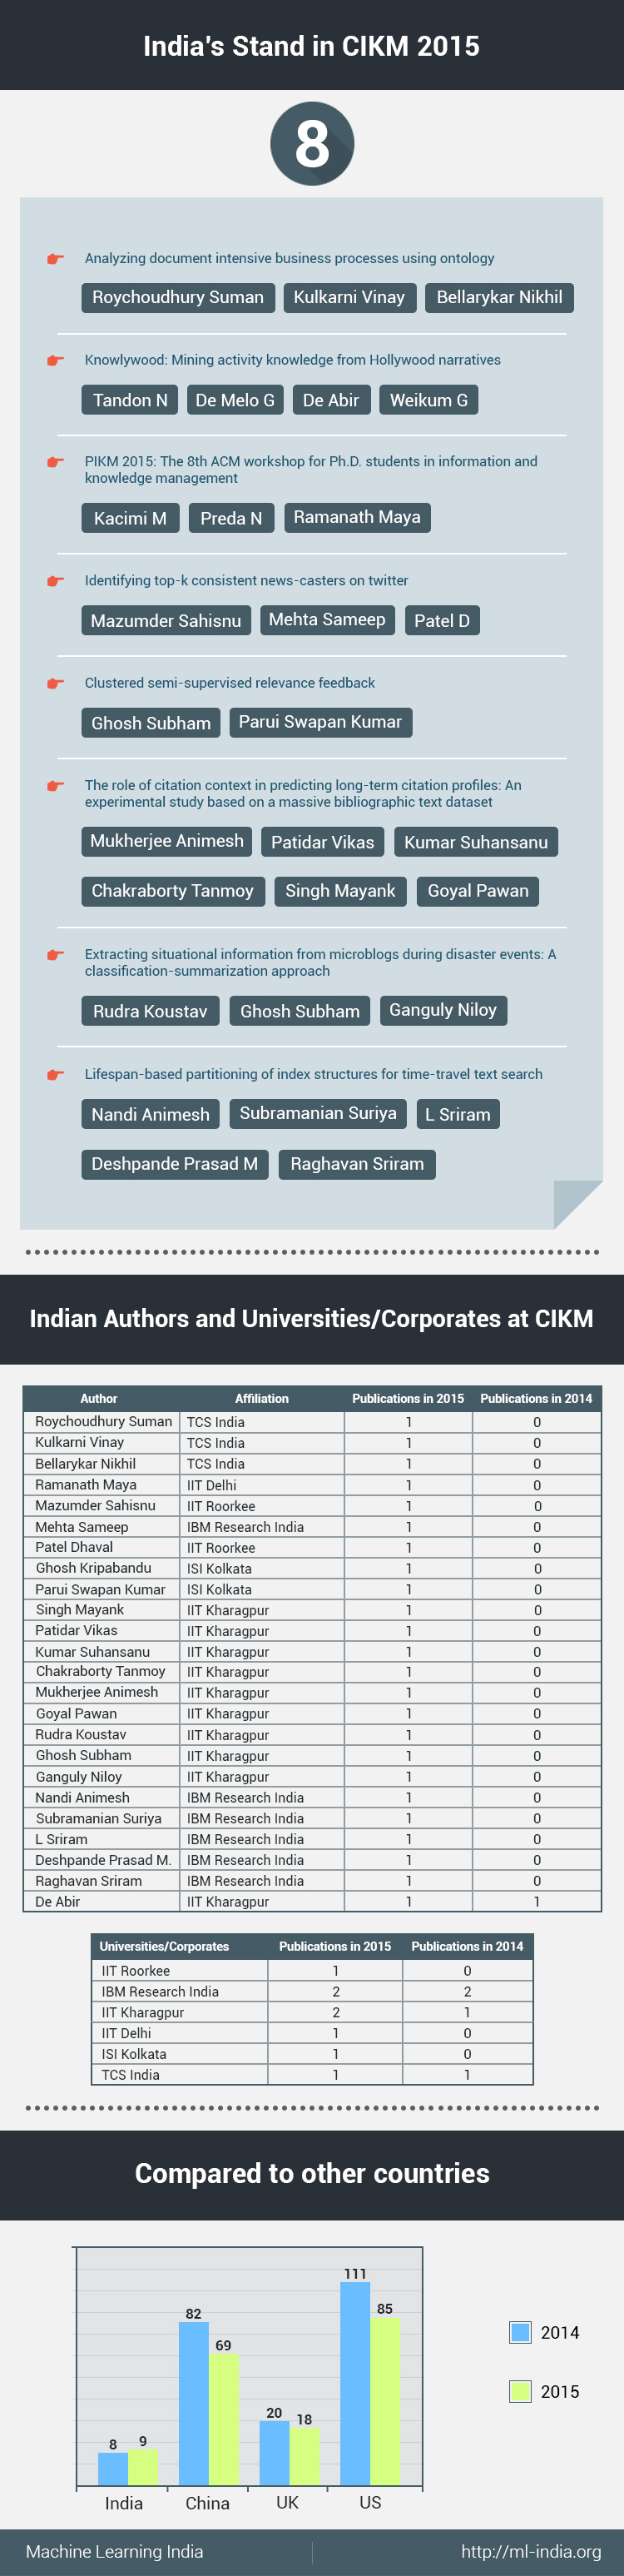 India's Stand in CIKM 2015
8
Analyzing document intensive business processes using ontology
Roychoudhury Suman Kulkarni Vinay Bellarykar Nikhil
Knowlywood: Mining activity knowledge from Hollywood narratives
Tandon N De Melo G De Abir Weikum G
PIKM 2015: The 8th ACM workshop for Ph.D. students in information and
knowledge management
Kacimi M Preda N Ramanath Maya
Identifying top-k consistent news-casters on twitter
Mazumder Sahisnu Mehta Sameep Patel D
Clustered semi-supervised relevance feedback
Ghosh Subham Parui Swapan Kumar
The role of citation context in predicting long-term citation profiles: An
experimental study based on a massive bibliographic text dataset
Mukherjee Animesh Patidar Vikas Kumar Suhansanu
Chakraborty Tanmoy Singh Mayank Goyal Pawan
Extracting situational information from microblogs during disaster events: A
classification-summarization approach
Rudra Koustav Ghosh Subham Ganguly Niloy
Lifespan-based partitioning of index structures for time-travel text search
Nandi Animesh Subramanian Suriya L Sriram
Deshpande Prasad M Raghavan Sriram
Indian Authors and Universities/Corporates at CIKM
Author Affiliation Publications in 2015 Publications in 2014
Roychoudhury Suman TCS India 1 0
Kulkarni Vinay TCS India 1 0
Bellarykar Nikhil TCS India 1 0
Ramanath Maya IIT Delhi 1 0
Mazumder Sahisnu IIT Roorkee 1 0
Mehta Sameep IBM Research India 1 0
Patel Dhaval IIT Roorkee 1 0
Ghosh Kripabandu ISI Kolkata 1 0
Parui Swapan Kumar ISI Kolkata 1 0
Singh Mayank IIT Kharagpur 1 0
Patidar Vikas IIT Kharagpur 1 0
Kumar Suhansanu IIT Kharagpur 1 0
Chakraborty Tanmoy IIT Kharagpur 1 0
Mukherjee Animesh IIT Kharagpur 1 0
Goyal Pawan IIT Kharagpur 1 0
Rudra Koustav IIT Kharagpur 1 0
Ghosh Subham IIT Kharagpur 1 0
Ganguly Niloy IIT Kharagpur 1 0
Nandi Animesh IBM Research India 1 0
Subramanian Suriya IBM Research India 1 0
L Sriram IBM Research India 1 0
Deshpande Prasad M. IBM Research India 1 0
Raghavan Sriram IBM Research India 1 0
De Abir IIT Kharagpur 1 1
Universities/Corporates Publications in 2015 Publications in 2014
IIT Roorkee 1 0
IBM Research India 2 2
IIT Kharagpur 2 1
IIT Delhi 1 0
ISI Kolkata 1 0
TCS India 1 1
Compared to other countries
111
82 85
69
20 18
8 9
2014
2015
India China UK US
Machine Learning India http://ml-india.org